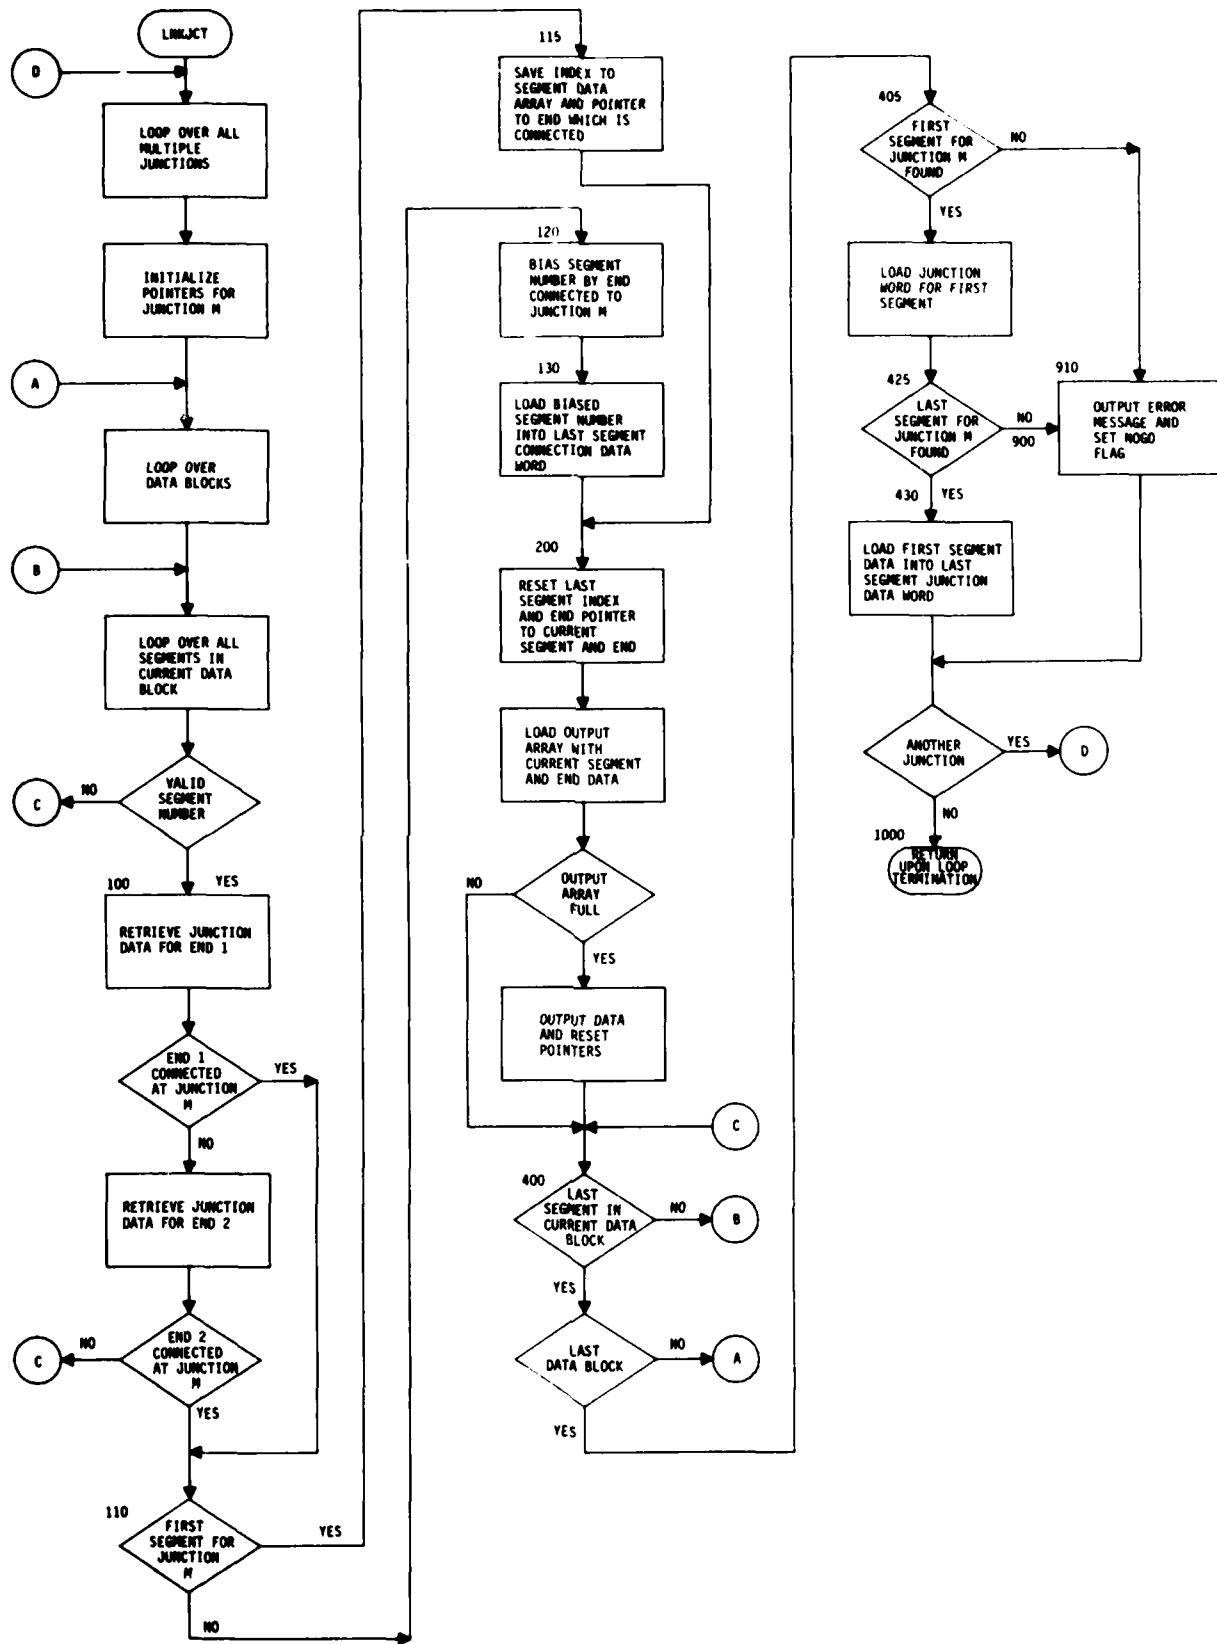 LNKJCT
D
LOOP OVER ALL
MULTIPLE
JUNCTIONS
INITIALIZE
POINTERS FOR
JUNCTION M
A
LOOP OVER
DATA BLOCKS
B
LOOP OVER ALL
SEGMENTS IN
CURRENT DATA
BLOCK
VALID
SEGMENT
NUMBER
NO
C
YES
100
RETRIEVE JUNCTION
DATA FOR END 1
END 1
CONNECTED
AT JUNCTION
M
YES
NO
RETRIEVE JUNCTION
DATA FOR END 2
END 2
CONNECTED
AT JUNCTION
M
NO
C
YES
110
FIRST
SEGMENT FOR
JUNCTION
M
YES
NO
115
SAVE INDEX TO
SEGMENT DATA
ARRAY AND POINTER
TO END WHICH IS
CONNECTED
120
BIAS SEGMENT
NUMBER BY END
CONNECTED TO
JUNCTION M
130
LOAD BIASED
SEGMENT NUMBER
INTO LAST SEGMENT
CONNECTION DATA
WORD
200
RESET LAST
SEGMENT INDEX
AND END POINTER
TO CURRENT
SEGMENT AND END
LOAD OUTPUT
ARRAY WITH
CURRENT SEGMENT
AND END DATA
OUTPUT
ARRAY
FULL
NO
YES
OUTPUT DATA
AND RESET
POINTERS
C
400
LAST
SEGMENT IN
CURRENT DATA
BLOCK
NO
B
YES
LAST
DATA BLOCK
NO
A
YES
405
FIRST
SEGMENT FOR
JUNCTION M
FOUND
NO
YES
LOAD JUNCTION
WORD FOR FIRST
SEGMENT
425
LAST
SEGMENT FOR
JUNCTION M
FOUND
NO
900
910
OUTPUT ERROR
MESSAGE AND
SET NOGO
FLAG
430
YES
LOAD FIRST SEGMENT
DATA INTO LAST
SEGMENT JUNCTION
DATA WORD
ANOTHER
JUNCTION
YES
D
NO
1000
RETURN
UPON LOOP
TERMINATION